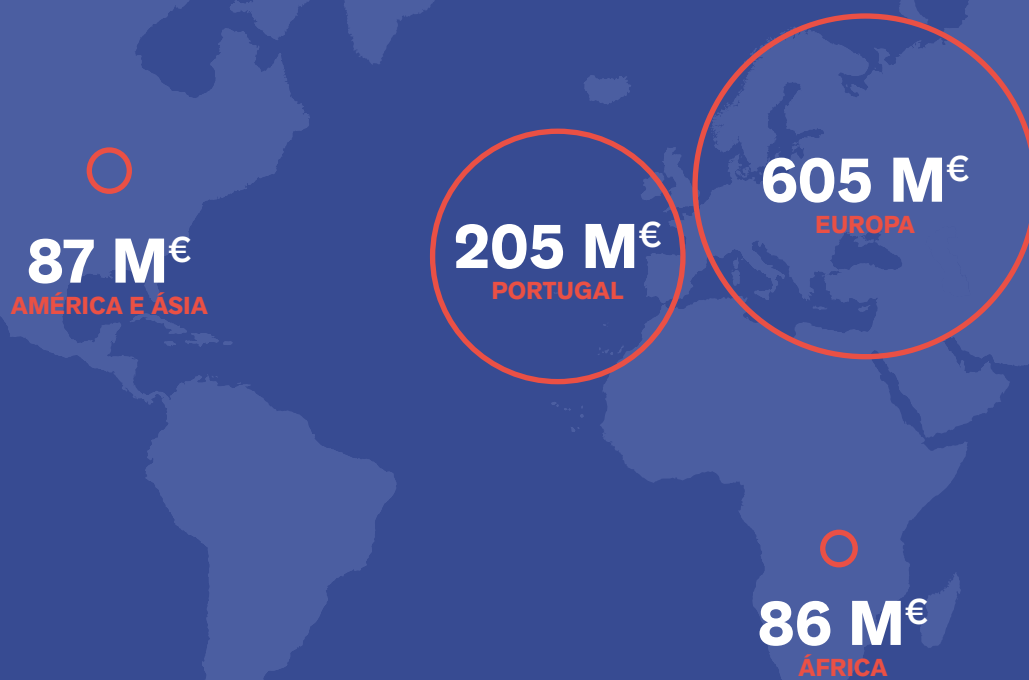 605 M€
EUROPA
205 M€
PORTUGAL
87 M€
AMÉRICA E ÁSIA
86 M€
ÁFRICA